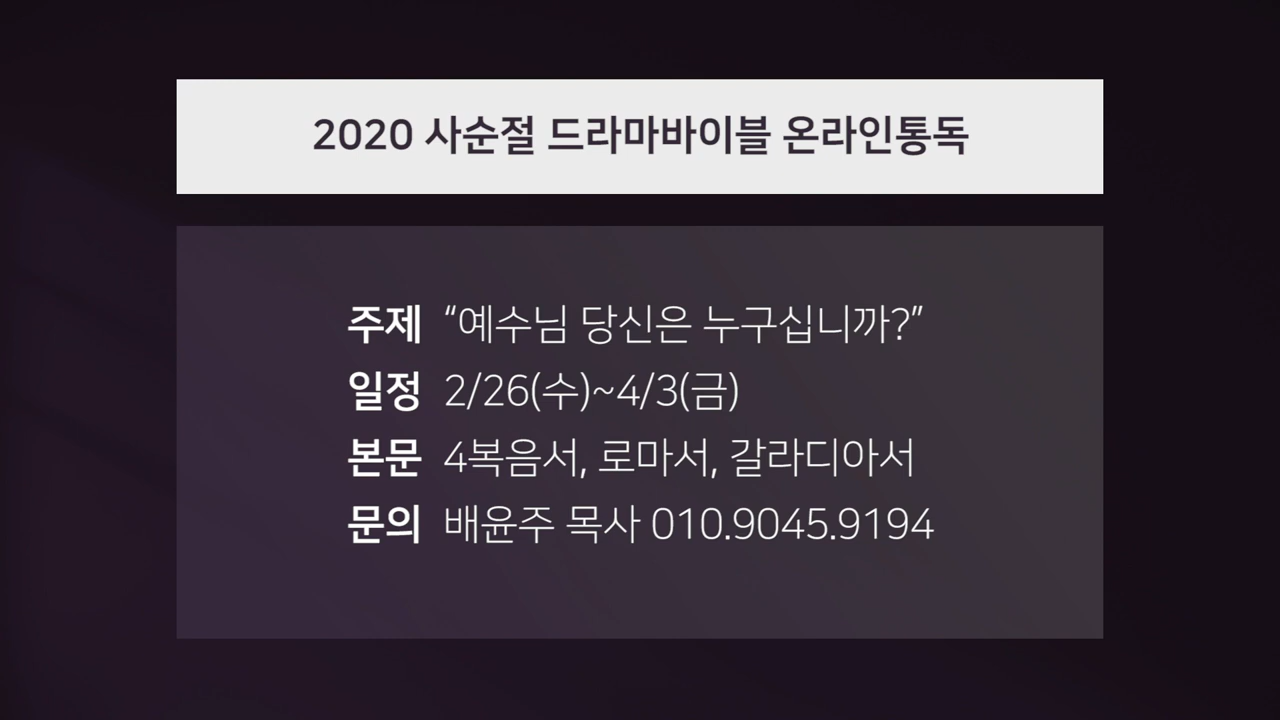 2020 사순절 드라마바이블 온라인통독
주제 “예수님 당신은 누구십니까?”
일정 2/26(수)~4/3(금)
본문 4복음서, 로마서, 갈라디아서
문의 배윤주 목사 010.9045.9194